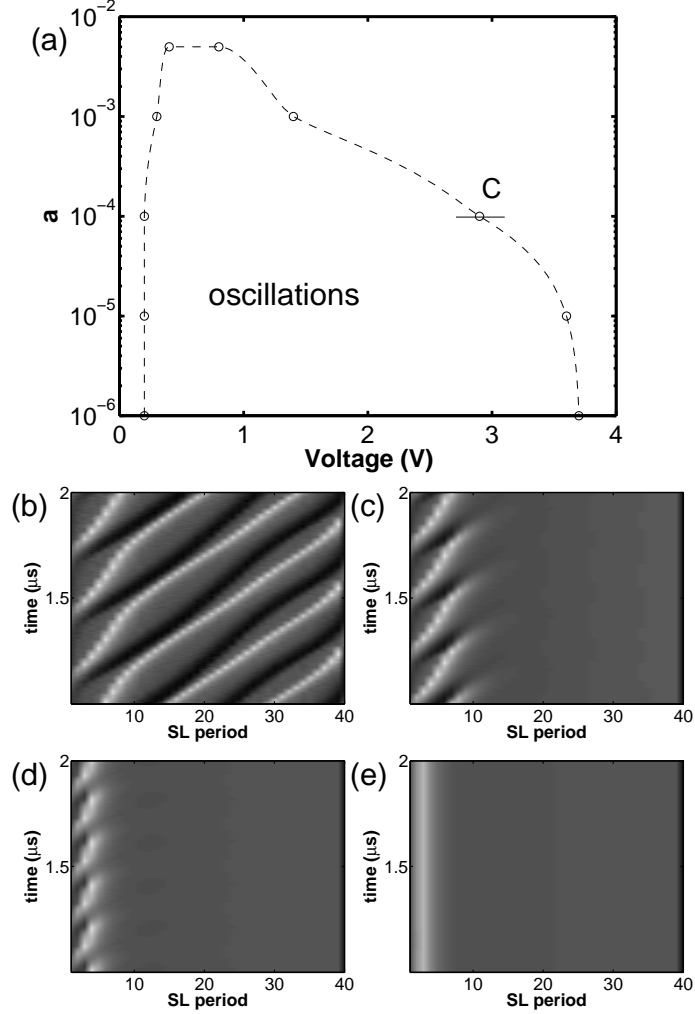 (a)
10⁻²
10⁻³
10⁻⁴
10⁻⁵
10⁻⁶
a
C
oscillations
0 1 2 3 4
Voltage (V)
(b)
2
1.5
time (μs)
10 20 30 40
SL period
(c)
2
1.5
time (μs)
10 20 30 40
SL period
(d)
2
1.5
time (μs)
10 20 30 40
SL period
(e)
2
1.5
time (μs)
10 20 30 40
SL period